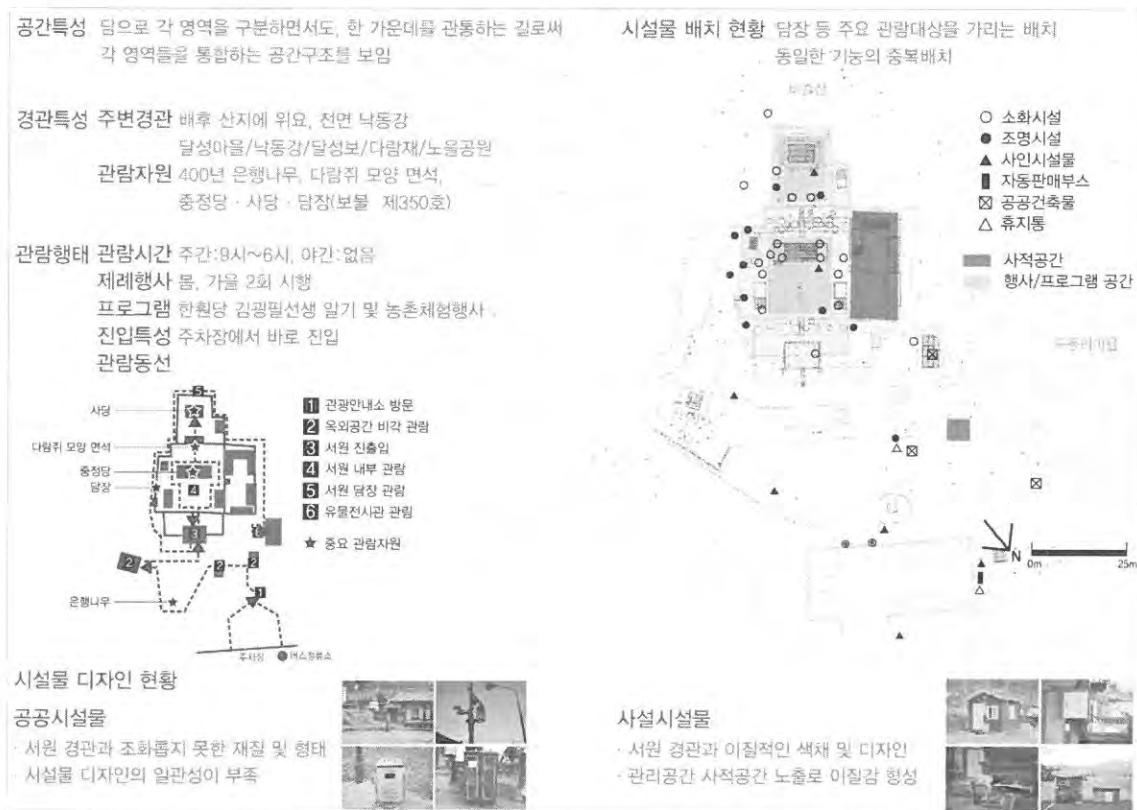 공간특성 담으로 각 영역을 구분하면서도, 한 가운데를 관통하는 길로써
각 영역들을 통합하는 공간구조를 보임
경관특성 주변경관 배후 산지에 위요, 전면 낙동강
달성마을/낙동강/달성보/다람재/노을공원
관람자원 400년 은행나무, 다람쥐 모양 면석,
중정당 · 사당 · 담장(보물 제350호)
관람행태 관람시간 주간:9시~6시, 야간:없음
제례행사 봄, 가을 2회 시행
프로그램 한훤당 김굉필선생 알기 및 농촌체험행사
진입특성 주차장에서 바로 진입
관람동선
사당
다람쥐 모양 면석
중정당
담장
은행나무
5
4
3
6
2
2
2
1
주차장
버스정류소
1 관광안내소 방문
2 옥외공간 비각 관람
3 서원 진출입
4 서원 내부 관람
5 서원 담장 관람
6 유물전시관 관림
★ 중요 관람자원
시설물 디자인 현황
공공시설물
· 서원 경관과 조화롭지 못한 재질 및 형태
· 시설물 디자인의 일관성이 부족
시설물 배치 현황 담장 등 주요 관람대상을 가리는 배치
동일한 기능의 중복배치
○ 소화시설
● 조명시설
▲ 사인시설물
자동판매부스
⊠ 공공건축물
△ 휴지통
사적공간
행사/프로그램 공간
N
0m 25m
사설시설물
· 서원 경관과 이질적인 색채 및 디자인
· 관리공간 사적공간 노출로 이질감 형성